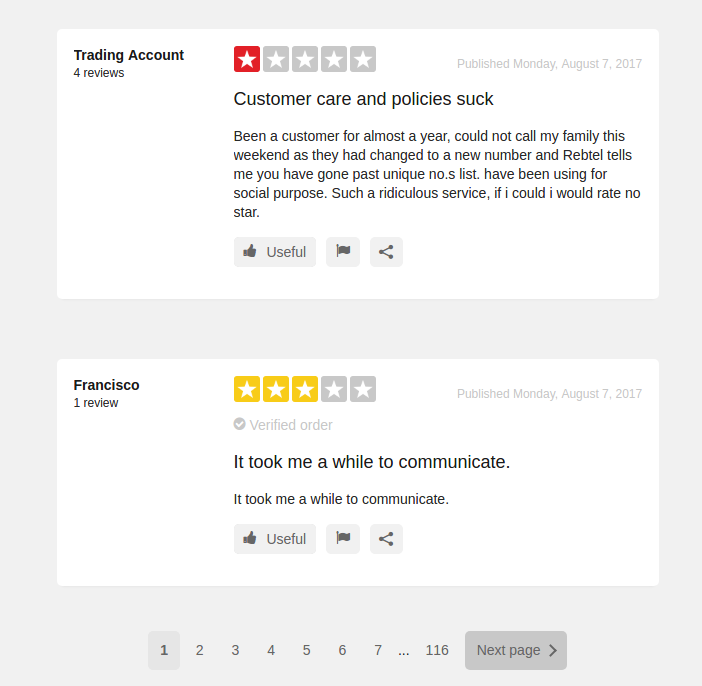 Trading Account
4 reviews
Published Monday, August 7, 2017
Customer care and policies suck
Been a customer for almost a year, could not call my family this
weekend as they had changed to a new number and Rebtel tells
me you have gone past unique no.s list. have been using for
social purpose. Such a ridiculous service, if i could i would rate no
star.
Useful
Francisco
1 review
Published Monday, August 7, 2017
Verified order
It took me a while to communicate.
It took me a while to communicate.
Useful
1 2 3 4 5 6 7 ... 116 Next page